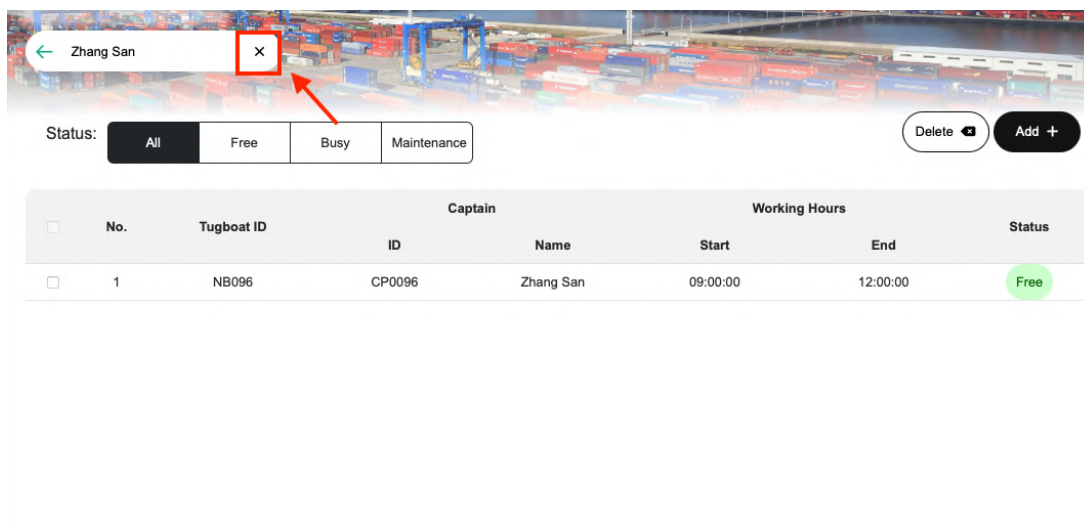 Zhang San
Status: All Free Busy Maintenance Delete Add +
Captain Working Hours
No. Tugboat ID Status
ID Name Start End
1 NB096 CP0096 Zhang San 09:00:00 12:00:00 Free